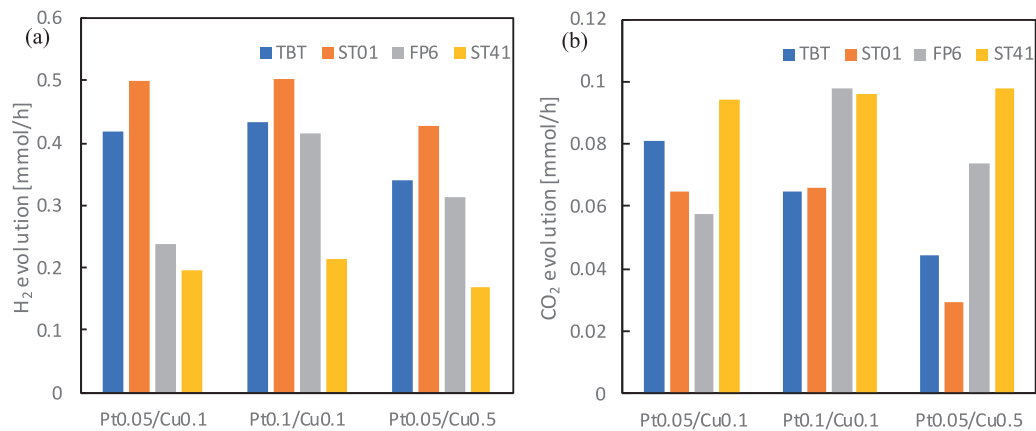 (a)
TBT ST01 FP6 ST41
H2 evolution [mmol/h]
0.6
0.5
0.4
0.3
0.2
0.1
0
Pt0.05/Cu0.1 Pt0.1/Cu0.1 Pt0.05/Cu0.5
(b)
TBT ST01 FP6 ST41
CO2 evolution [mmol/h]
0.12
0.1
0.08
0.06
0.04
0.02
0
Pt0.05/Cu0.1 Pt0.1/Cu0.1 Pt0.05/Cu0.5